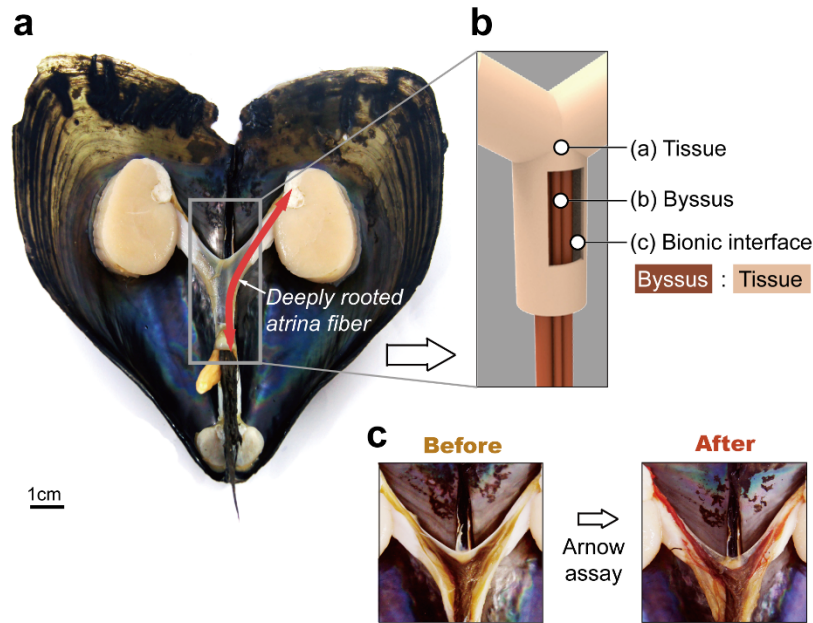 a
Deeply rooted
atrina fiber
1cm
b
(a) Tissue
(b) Byssus
(c) Bionic interface
Byssus : Tissue
c
Before
After
Arnow
assay